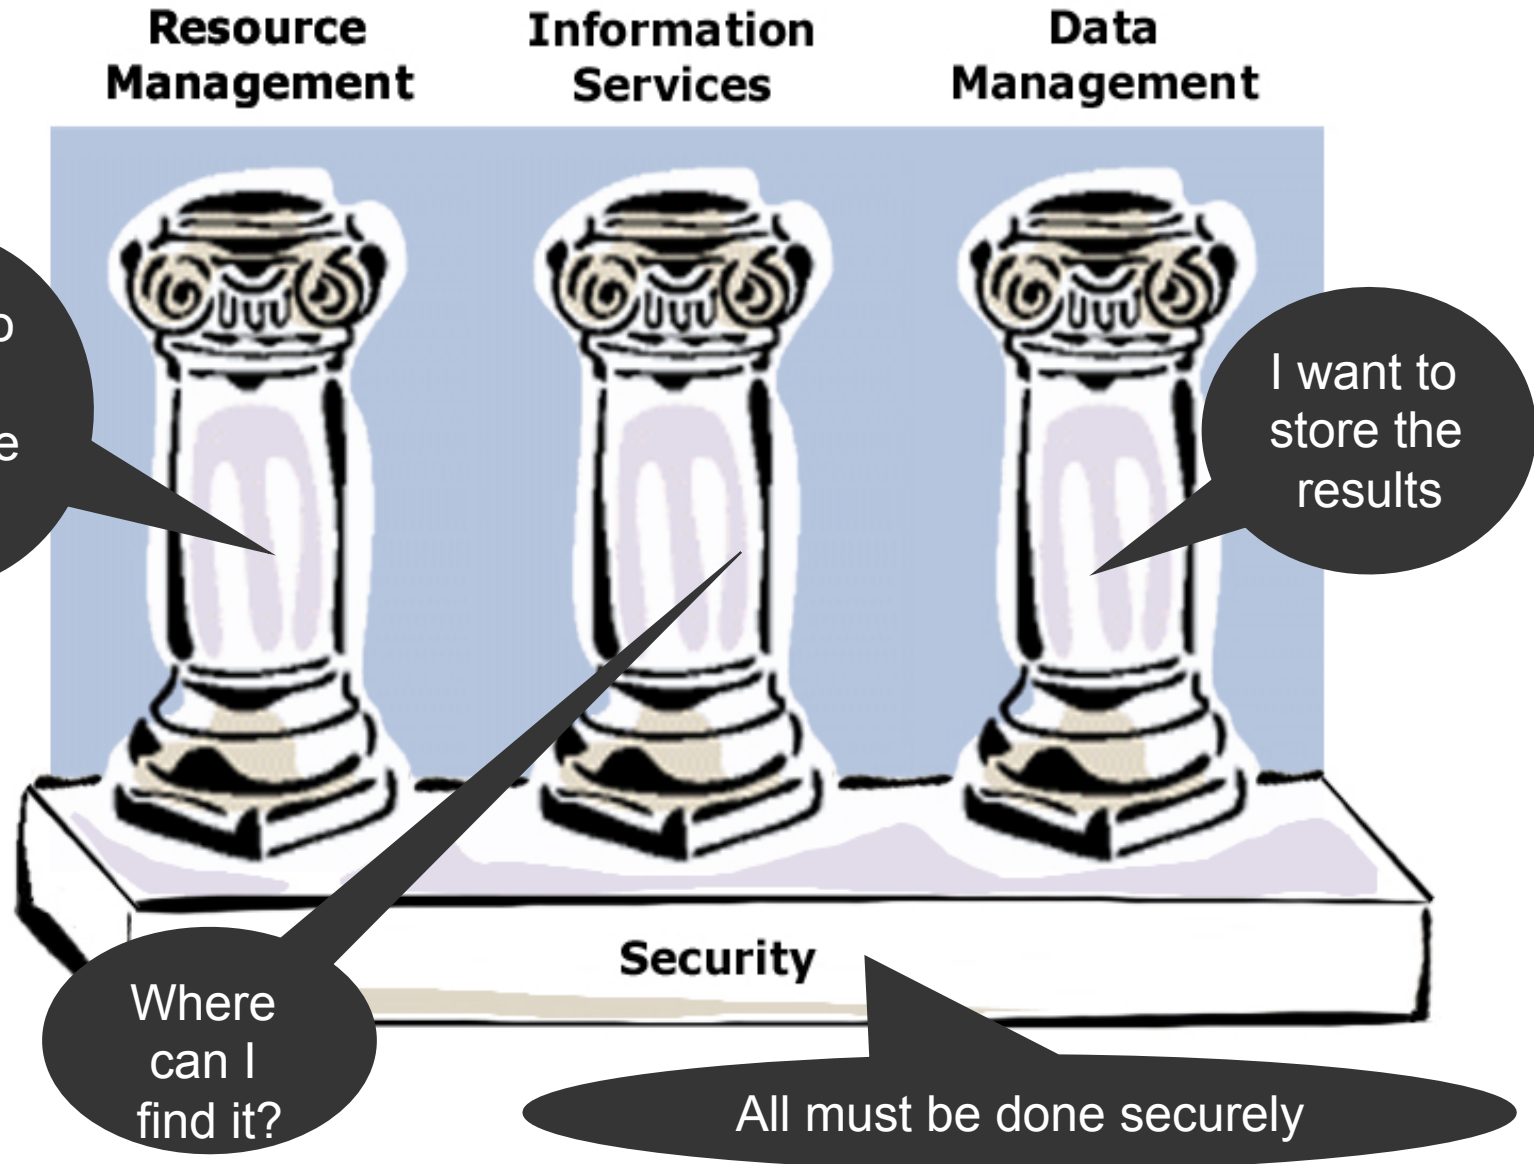 Resource
Management
Information
Services
Data
Management
I want to
store the
results
Security
Where
can I
find it?
All must be done securely